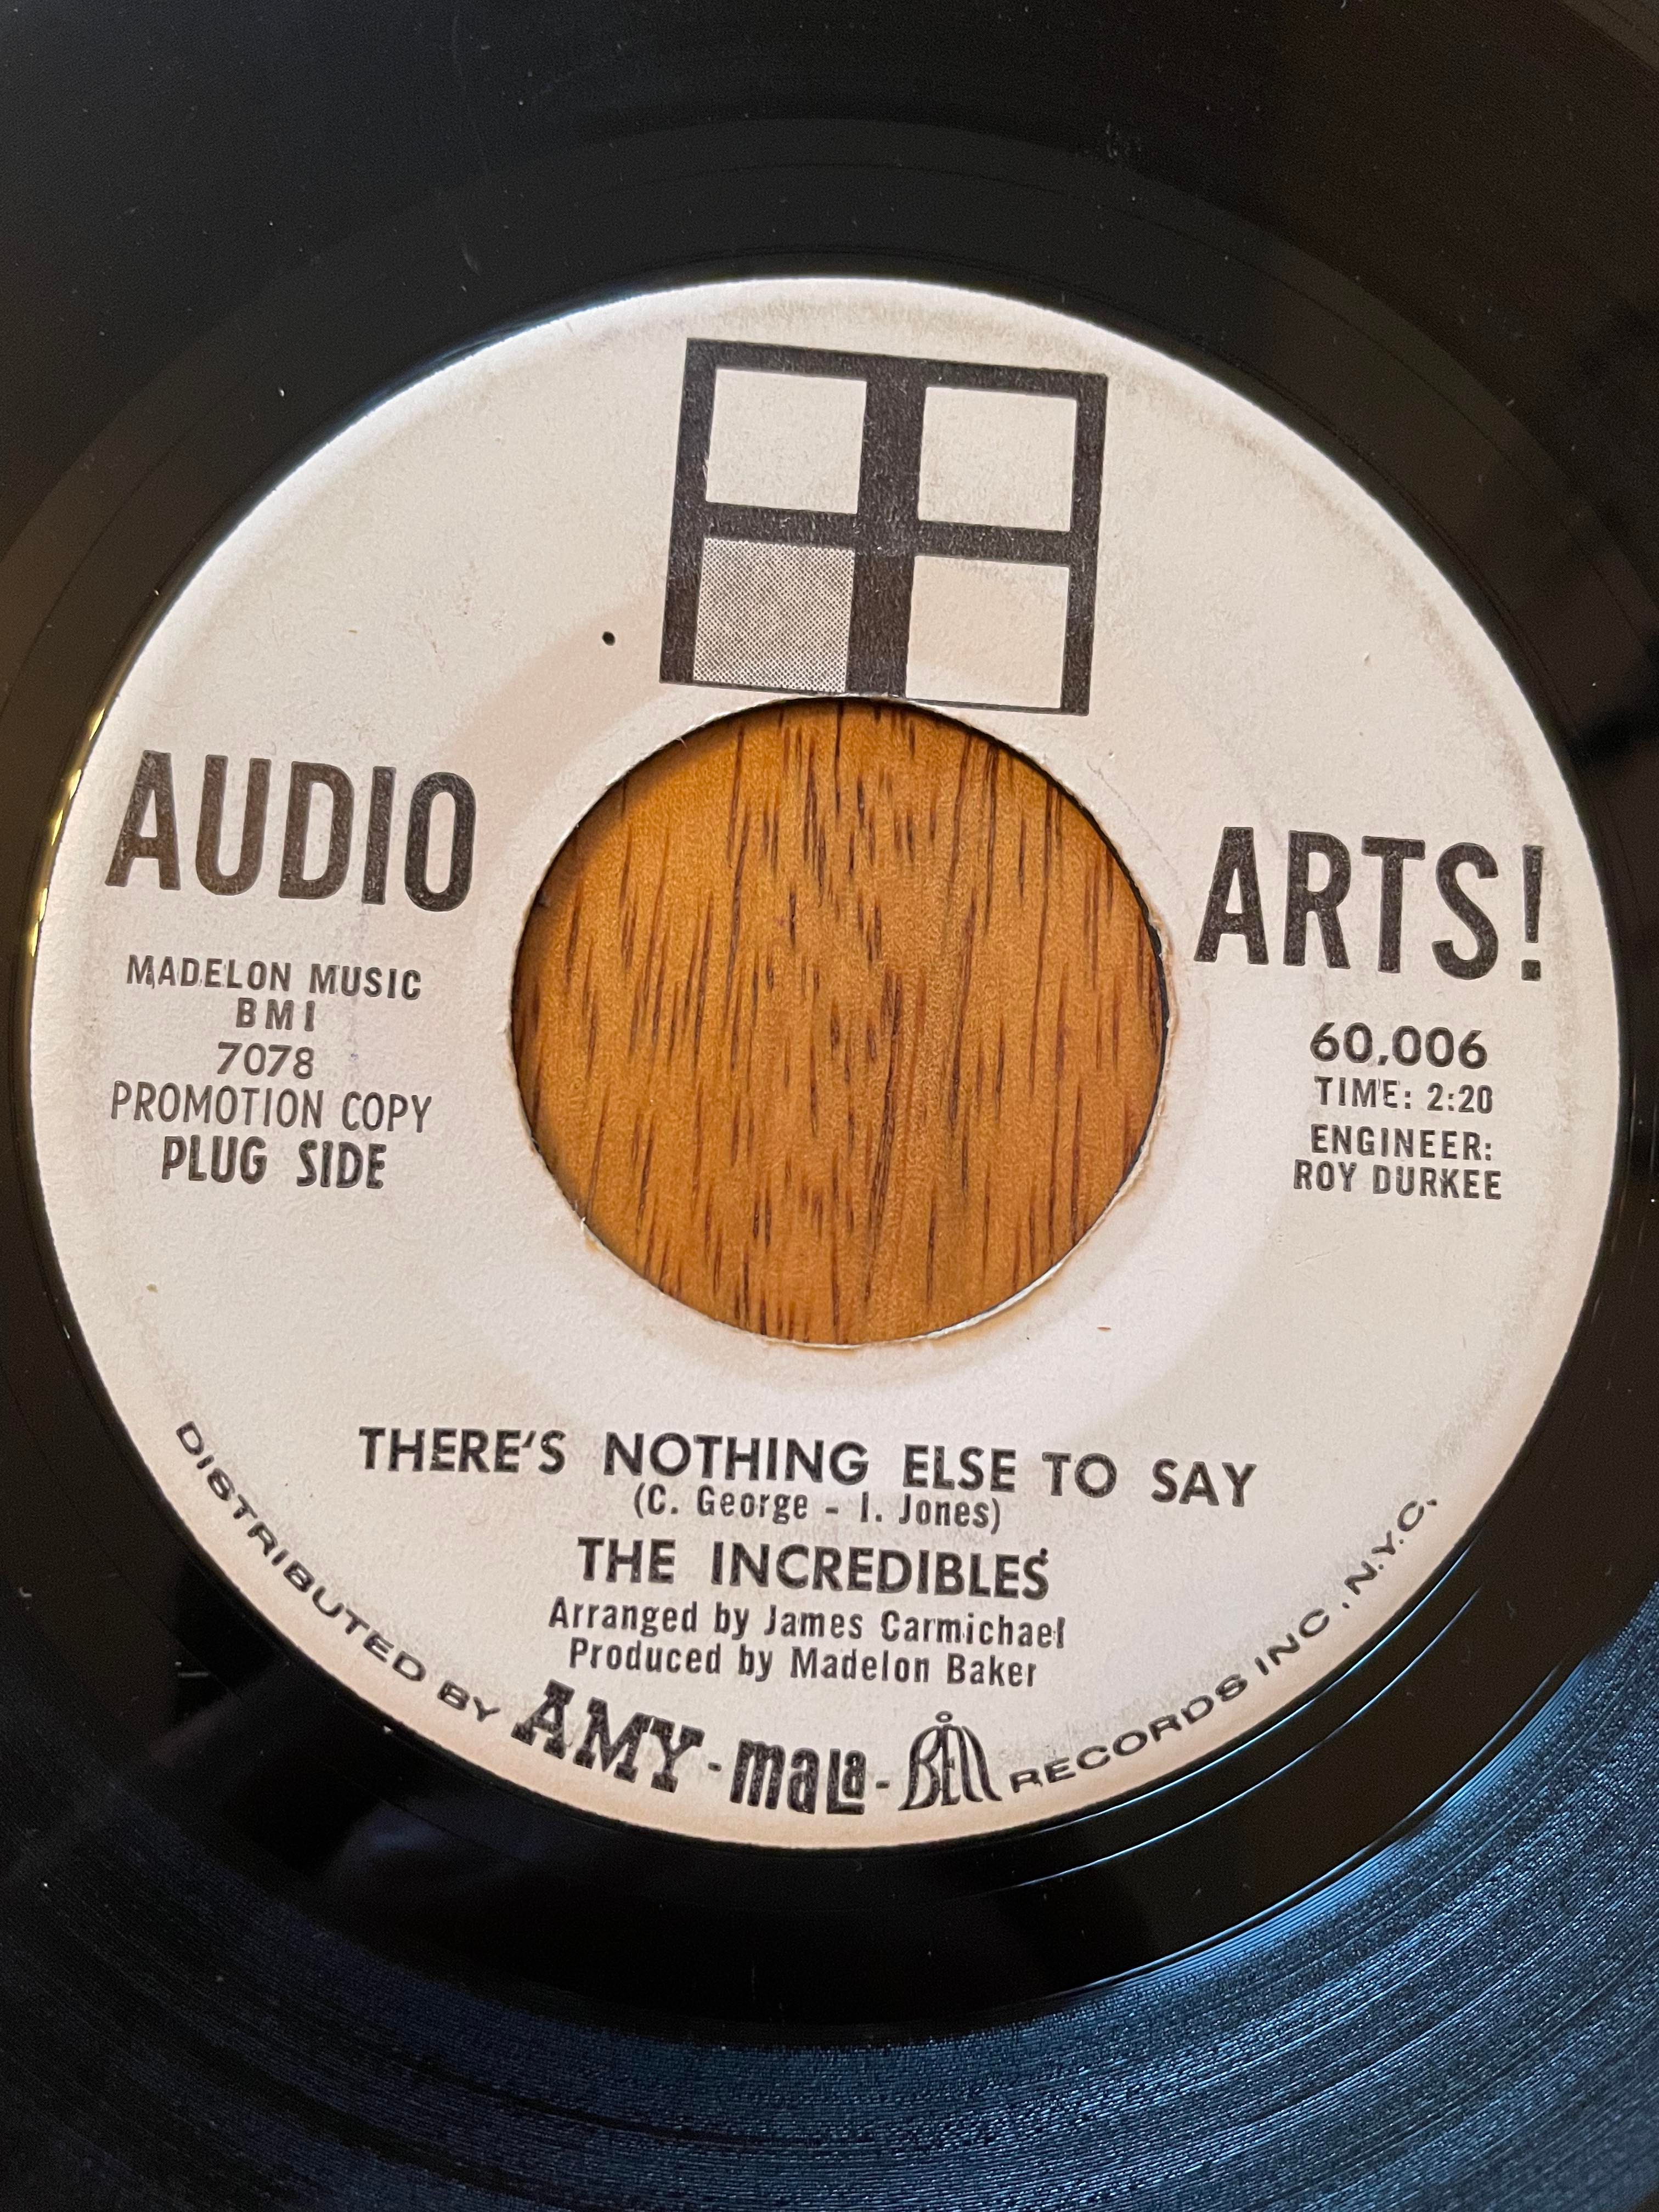 AUDIO ARTS!
MADELON MUSIC
BMI
7078
PROMOTION COPY
PLUG SIDE
60,006
TIME: 2:20
ENGINEER:
ROY DURKEE
THERE'S NOTHING ELSE TO SAY
(C. George - I. Jones)
THE INCREDIBLES
Arranged by James Carmichael
Produced by Madelon Baker
DISTRIBUTED BY AMY-mala-BELL RECORDS INC., N.Y.C.